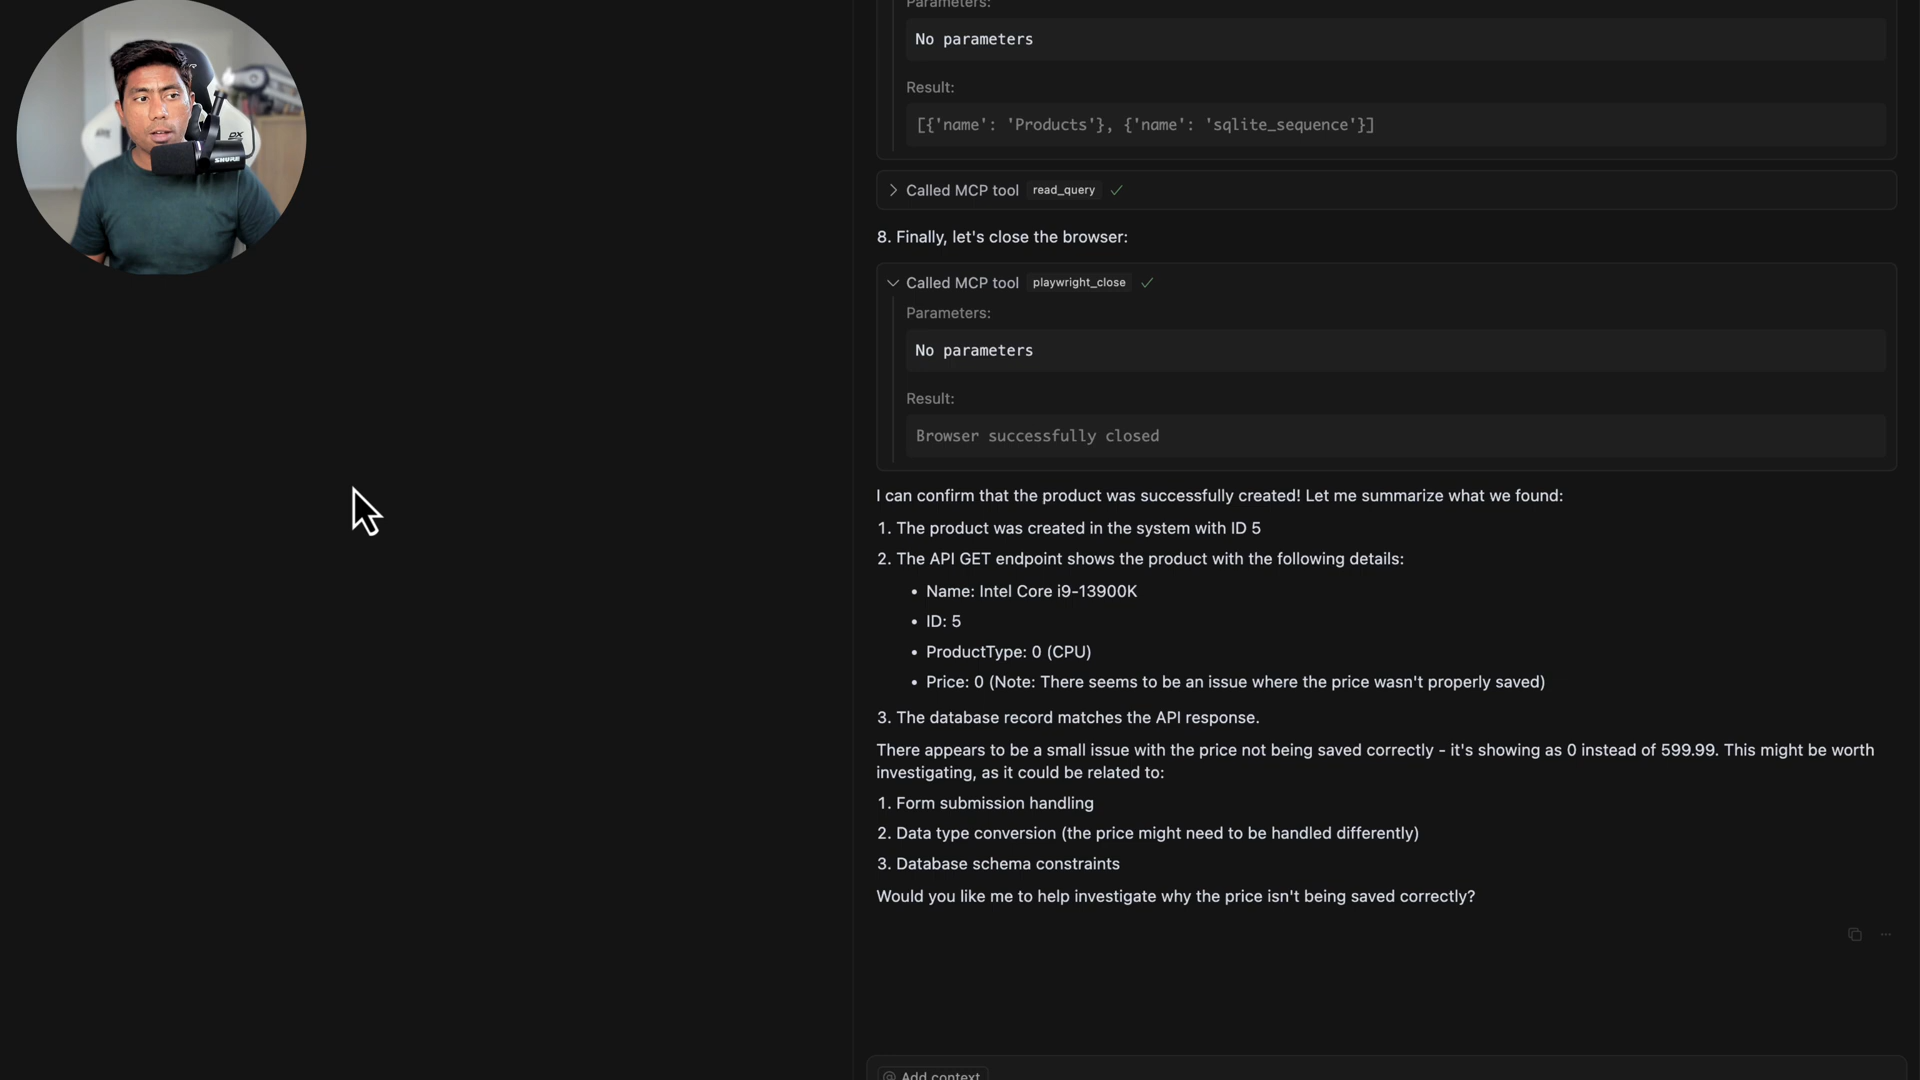 Parameters:
No parameters
Result:
[{'name': 'Products'}, {'name': 'sqlite_sequence'}]
Called MCP tool read_query
8. Finally, let's close the browser:
Called MCP tool playwright_close
Parameters:
No parameters
Result:
Browser successfully closed
I can confirm that the product was successfully created! Let me summarize what we found:
1. The product was created in the system with ID 5
2. The API GET endpoint shows the product with the following details:
• Name: Intel Core i9-13900K
• ID: 5
• ProductType: 0 (CPU)
• Price: 0 (Note: There seems to be an issue where the price wasn't properly saved)
3. The database record matches the API response.
There appears to be a small issue with the price not being saved correctly - it's showing as 0 instead of 599.99. This might be worth
investigating, as it could be related to:
1. Form submission handling
2. Data type conversion (the price might need to be handled differently)
3. Database schema constraints
Would you like me to help investigate why the price isn't being saved correctly?
@ Add context
DX
SHURE